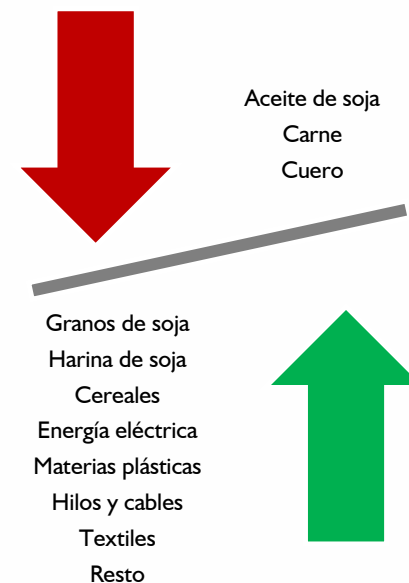 Aceite de soja
Carne
Cuero
Granos de soja
Harina de soja
Cereales
Energía eléctrica
Materias plásticas
Hilos y cables
Textiles
Resto